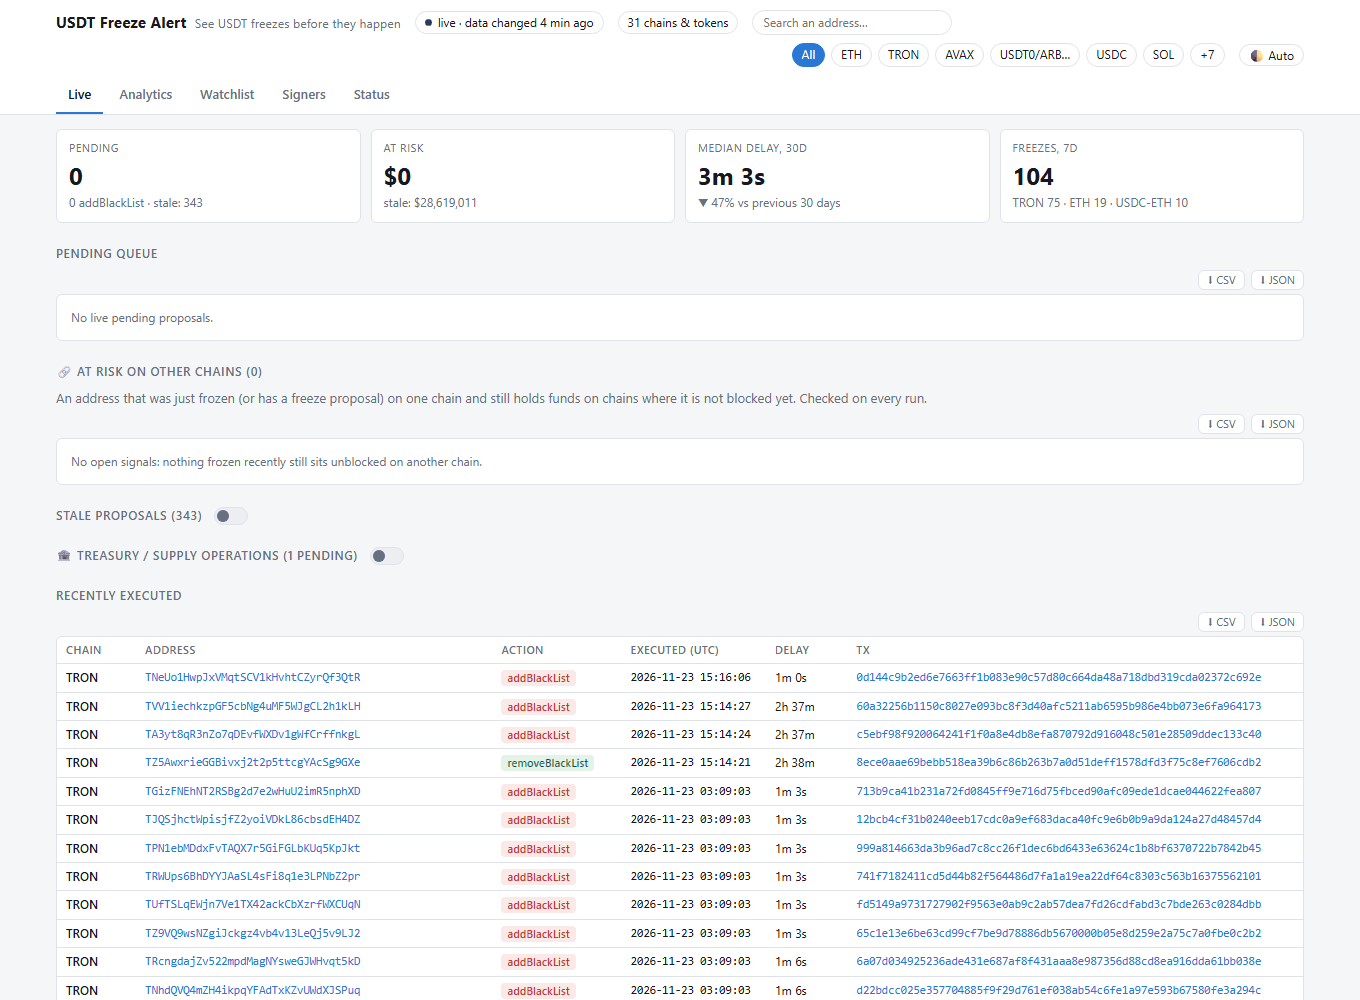 USDT Freeze Alert See USDT freezes before they happen live · data changed 4 min ago 31 chains & tokens Search an address...
All ETH TRON AVAX USDT0/ARB... USDC SOL +7 Auto
Live Analytics Watchlist Signers Status
PENDING
0
0 addBlackList · stale: 343
AT RISK
$0
stale: $28,619,011
MEDIAN DELAY, 30D
3m 3s
▼ 47% vs previous 30 days
FREEZES, 7D
104
TRON 75 · ETH 19 · USDC-ETH 10
PENDING QUEUE
⬇ CSV ⬇ JSON
No live pending proposals.
AT RISK ON OTHER CHAINS (0)
An address that was just frozen (or has a freeze proposal) on one chain and still holds funds on chains where it is not blocked yet. Checked on every run.
⬇ CSV ⬇ JSON
No open signals: nothing frozen recently still sits unblocked on another chain.
STALE PROPOSALS (343)
TREASURY / SUPPLY OPERATIONS (1 PENDING)
RECENTLY EXECUTED
⬇ CSV ⬇ JSON
CHAIN ADDRESS ACTION EXECUTED (UTC) DELAY TX
TRON TNeUo1HwpJxVMqtSCV1kHvhtCZyrQf3QtR addBlackList 2026-11-23 15:16:06 1m 0s 0d144c9b2ed6e7663ff1b083e90c57d80c664da48a718dbd319cda02372c692e
TRON TVV1iechkzpGF5cbNg4uMF5WJgCL2h1kLH addBlackList 2026-11-23 15:14:27 2h 37m 60a32256b1150c8027e093bc8f3d40afc5211ab6595b986e4bb073e6fa964173
TRON TA3yt8qR3nZo7qDEvfWXDv1gWfCrffnkgL addBlackList 2026-11-23 15:14:24 2h 37m c5ebf98f920064241f1f0a8e4db8efa870792d916048c501e28509ddec133c40
TRON TZ5AwxrieGGBivxj2t2p5ttcgYAcSg9GXe removeBlackList 2026-11-23 15:14:21 2h 38m 8ece0aae69bebb518ea39b6c86b263b7a0d51deff1578dfd3f75c8ef7606cdb2
TRON TGizFNEhNT2RSBg2d7e2wHuU2imR5nphXD addBlackList 2026-11-23 03:09:03 1m 3s 713b9ca41b231a72fd0845ff9e716d75fbced90afc09ede1dcae044622fea807
TRON TJQSjhctWpisjfZ2yoiVDkL86cbsdEH4DZ addBlackList 2026-11-23 03:09:03 1m 3s 12bcb4cf31b0240eeb17cdc0a9ef683daca40fc9e6b0b9a9da124a27d48457d4
TRON TPN1ebMDdxFvTAQX7r5GiFGLbKUq5KpJkt addBlackList 2026-11-23 03:09:03 1m 3s 999a814663da3b96ad7c8cc26f1dec6bd6433e63624c1b8bf6370722b7842b45
TRON TRWUps6BhDYYJAaSL4sFi8q1e3LPNbZ2pr addBlackList 2026-11-23 03:09:03 1m 3s 741f7182411cd5d44b82f564486d7fa1a19ea22df64c8303c563b16375562101
TRON TUfTSLqEWjn7Ve1TX42ackCbXzrfWXCUqN addBlackList 2026-11-23 03:09:03 1m 3s fd5149a9731727902f9563e0ab9c2ab57dea7fd26cdfabd3c7bde263c0284dbb
TRON TZ9VQ9wsNZgiJckgz4vb4v13LeQj5v9LJ2 addBlackList 2026-11-23 03:09:03 1m 3s 65c1e13e6be63cd99cf7be9d78886db5670000b05e8d259e2a75c7a0fbe0c2b2
TRON TRcngdajZv522mpdMagNYsweGJWHvqt5kD addBlackList 2026-11-23 03:09:03 1m 6s 6a07d034925236ade431e687af8f431aaa8e987356d88cd8ea916dda61bb038e
TRON TNhdQVQ4mZH4ikpqYFAdTxKZvUWdXJSPuq addBlackList 2026-11-23 03:09:03 1m 6s d22bdcc025e357704885f9f29d761ef038ab54c6fe1a97e593b67580fe3a294c